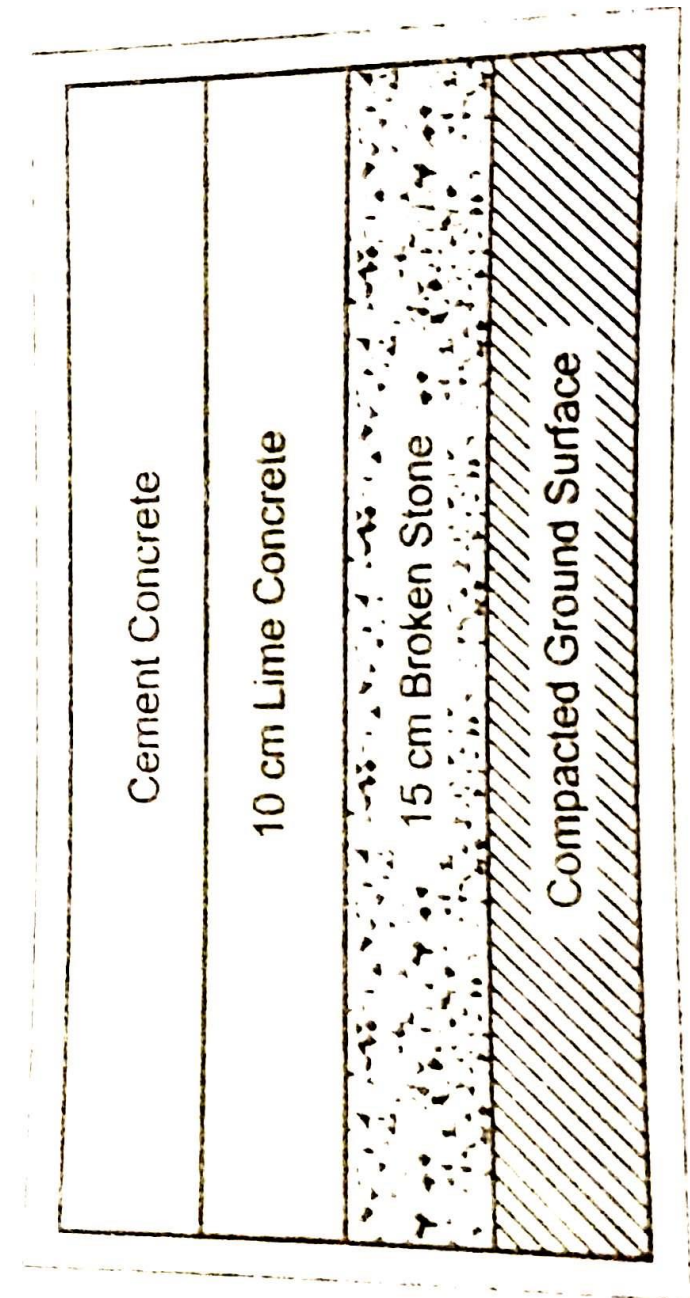 Cement Concrete
10 cm Lime Concrete
15 cm Broken Stone
Compacted Ground Surface